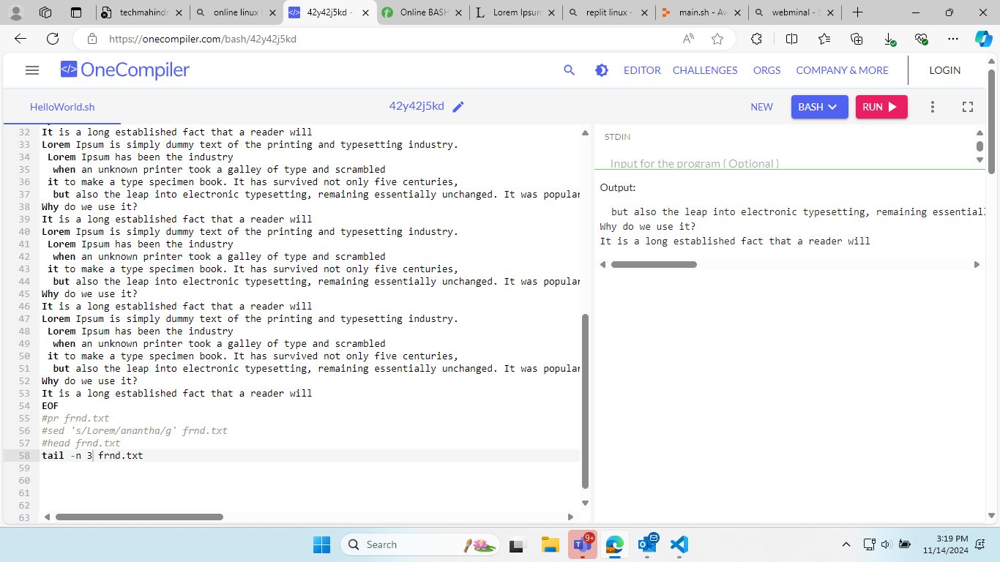 techmahindr
online linux
42y42j5kd -
Online BASH
Lorem Ipsum
replit linux -
main.sh - Aw
webminal - S
https://onecompiler.com/bash/42y42j5kd
OneCompiler
EDITOR CHALLENGES ORGS COMPANY & MORE LOGIN
HelloWorld.sh
42y42j5kd
NEW BASH RUN
32 It is a long established fact that a reader will
33 Lorem Ipsum is simply dummy text of the printing and typesetting industry.
34 Lorem Ipsum has been the industry
35 when an unknown printer took a galley of type and scrambled
36 it to make a type specimen book. It has survived not only five centuries,
37 but also the leap into electronic typesetting, remaining essentially unchanged. It was popular
38 Why do we use it?
39 It is a long established fact that a reader will
40 Lorem Ipsum is simply dummy text of the printing and typesetting industry.
41 Lorem Ipsum has been the industry
42 when an unknown printer took a galley of type and scrambled
43 it to make a type specimen book. It has survived not only five centuries,
44 but also the leap into electronic typesetting, remaining essentially unchanged. It was popular
45 Why do we use it?
46 It is a long established fact that a reader will
47 Lorem Ipsum is simply dummy text of the printing and typesetting industry.
48 Lorem Ipsum has been the industry
49 when an unknown printer took a galley of type and scrambled
50 it to make a type specimen book. It has survived not only five centuries,
51 but also the leap into electronic typesetting, remaining essentially unchanged. It was popular
52 Why do we use it?
53 It is a long established fact that a reader will
54 EOF
55 #pr frnd.txt
56 #sed 's/Lorem/anantha/g' frnd.txt
57 #head frnd.txt
58 tail -n 3 frnd.txt
59
60
61
62
63
STDIN
Input for the program ( Optional )
Output:
but also the leap into electronic typesetting, remaining essential
Why do we use it?
It is a long established fact that a reader will
Search
9+
3:19 PM
11/14/2024